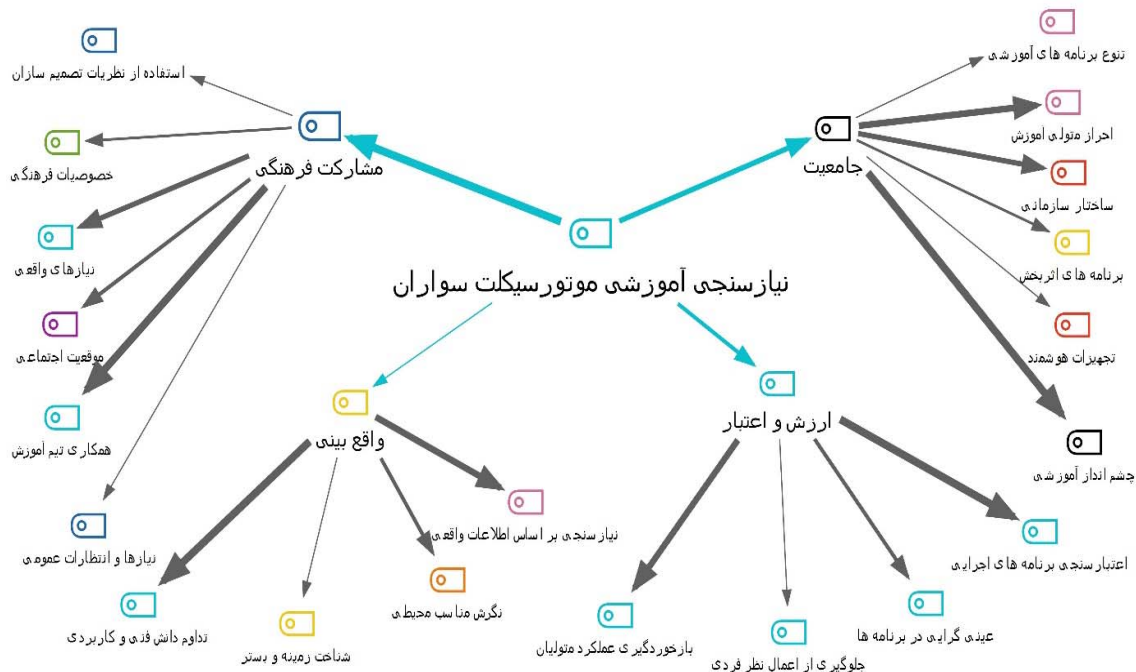 تنوع برنامه های آموزشی
احراز متولی آموزش
ساختار سازمانی
برنامه های اثربخش
تجهیزات هوشمند
چشم انداز آموزشی
جامعیت
استفاده از نظریات تصمیم سازان
خصوصیات فرهنگی
نیازهای واقعی
موقعیت اجتماعی
همکاری تیم آموزش
نیازها و انتظارات عمومی
مشارکت فرهنگی
نیازسنجی آموزشی موتورسیکلت سواران
ارزش و اعتبار
اعتبارسنجی برنامه های اجرایی
عینی گرایی در برنامه ها
جلوگیری از اعمال نظر فردی
بازخوردگیری عملکرد متولیان
واقع بینی
نیازسنجی بر اساس اطلاعات واقعی
نگرش مناسب محیطی
شناخت زمینه و بستر
تداوم دانش فنی و کاربردی